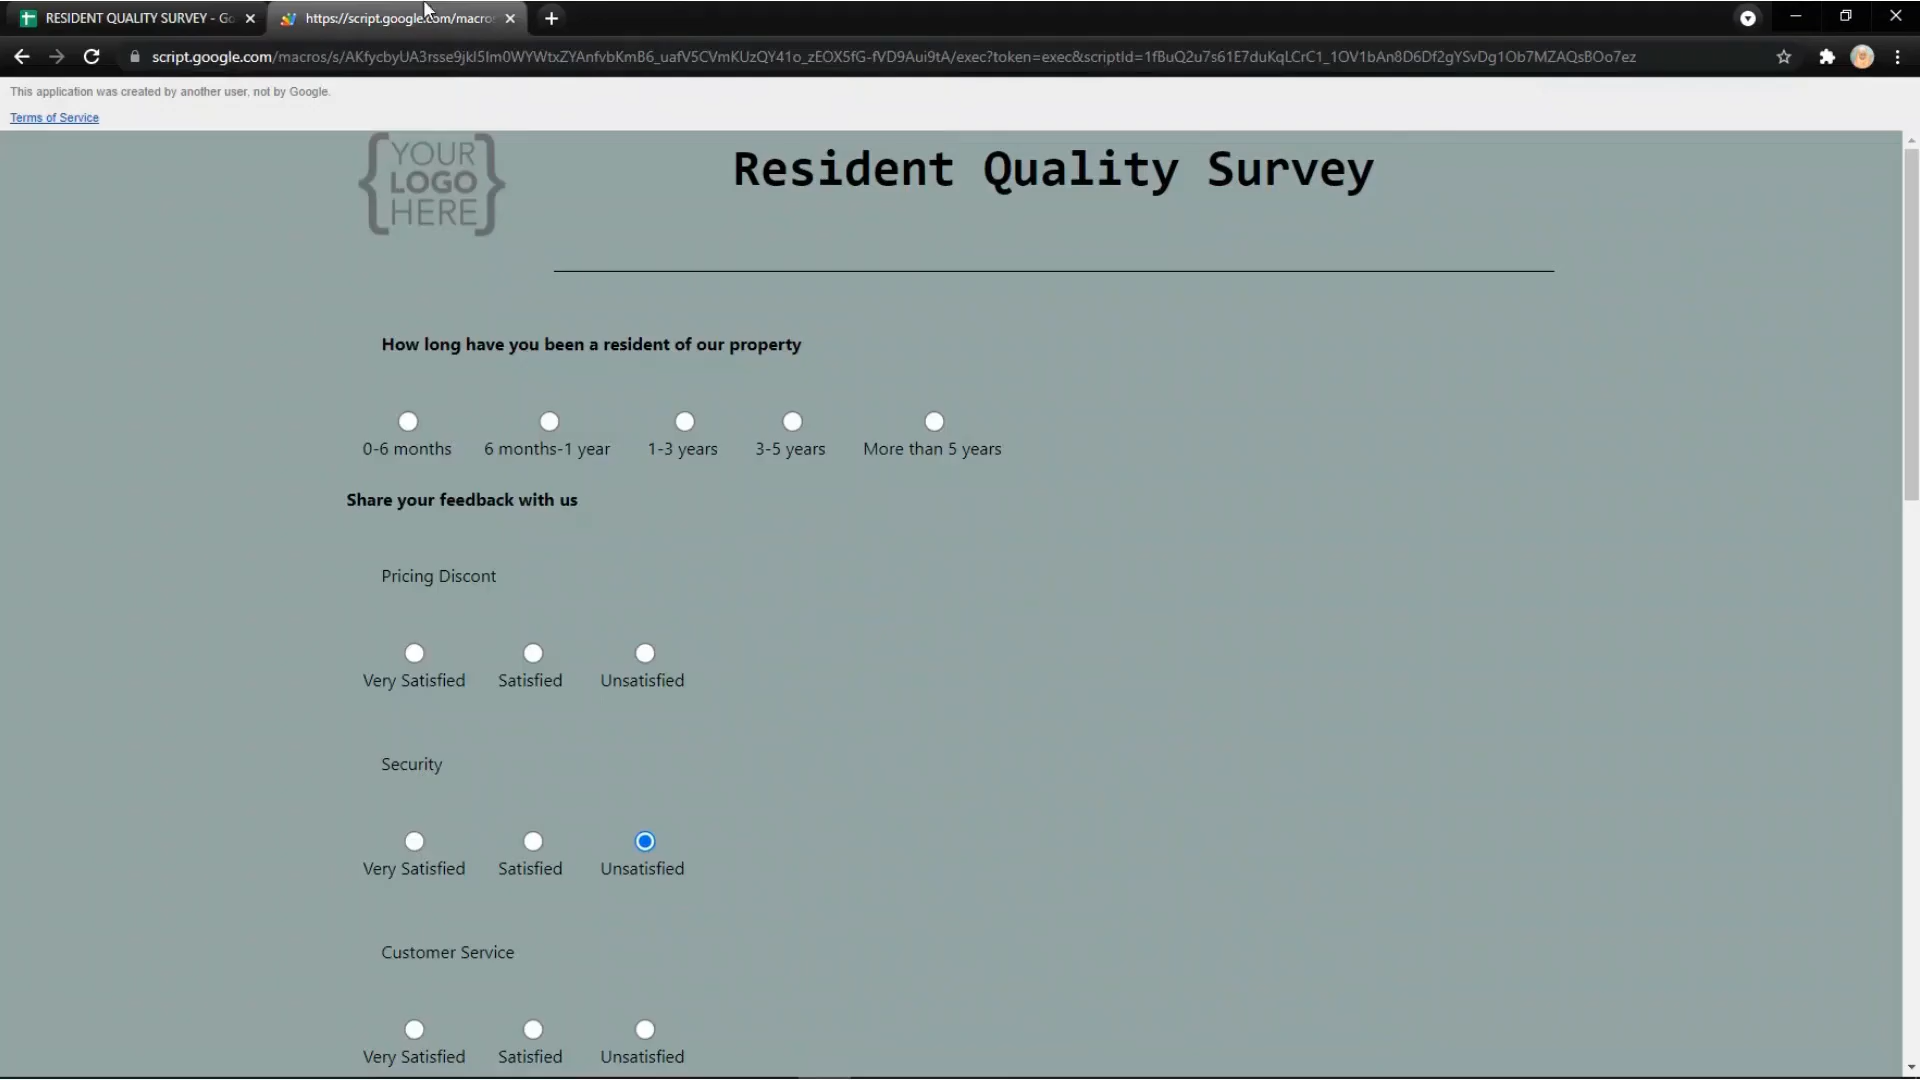 RESIDENT QUALITY SURVEY - Go
https://script.google.com/macros
script.google.com/macros/s/AKfycbyUA3rsse9jkI5Im0WYWtxZYAnfvbKmB6_uafV5CVmKUzQY41o_zEOX5fG-fVD9Aui9tA/exec?token=exec&scriptId=1fBuQ2u7s61E7duKqLCrC1_1OV1bAn8D6Df2gYSvDg1Ob7MZAQsBOo7ez
This application was created by another user, not by Google.
Terms of Service
YOUR
LOGO
HERE
Resident Quality Survey
How long have you been a resident of our property
0-6 months 6 months-1 year 1-3 years 3-5 years More than 5 years
Share your feedback with us
Pricing Discont
Very Satisfied Satisfied Unsatisfied
Security
Very Satisfied Satisfied Unsatisfied
Customer Service
Very Satisfied Satisfied Unsatisfied